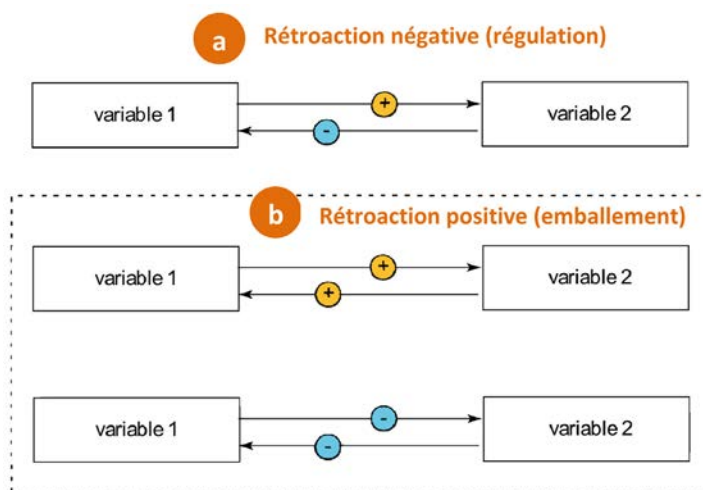 a Rétroaction négative (régulation)
variable 1 + variable 2
-
b Rétroaction positive (emballement)
variable 1 + variable 2
+
variable 1 - variable 2
-